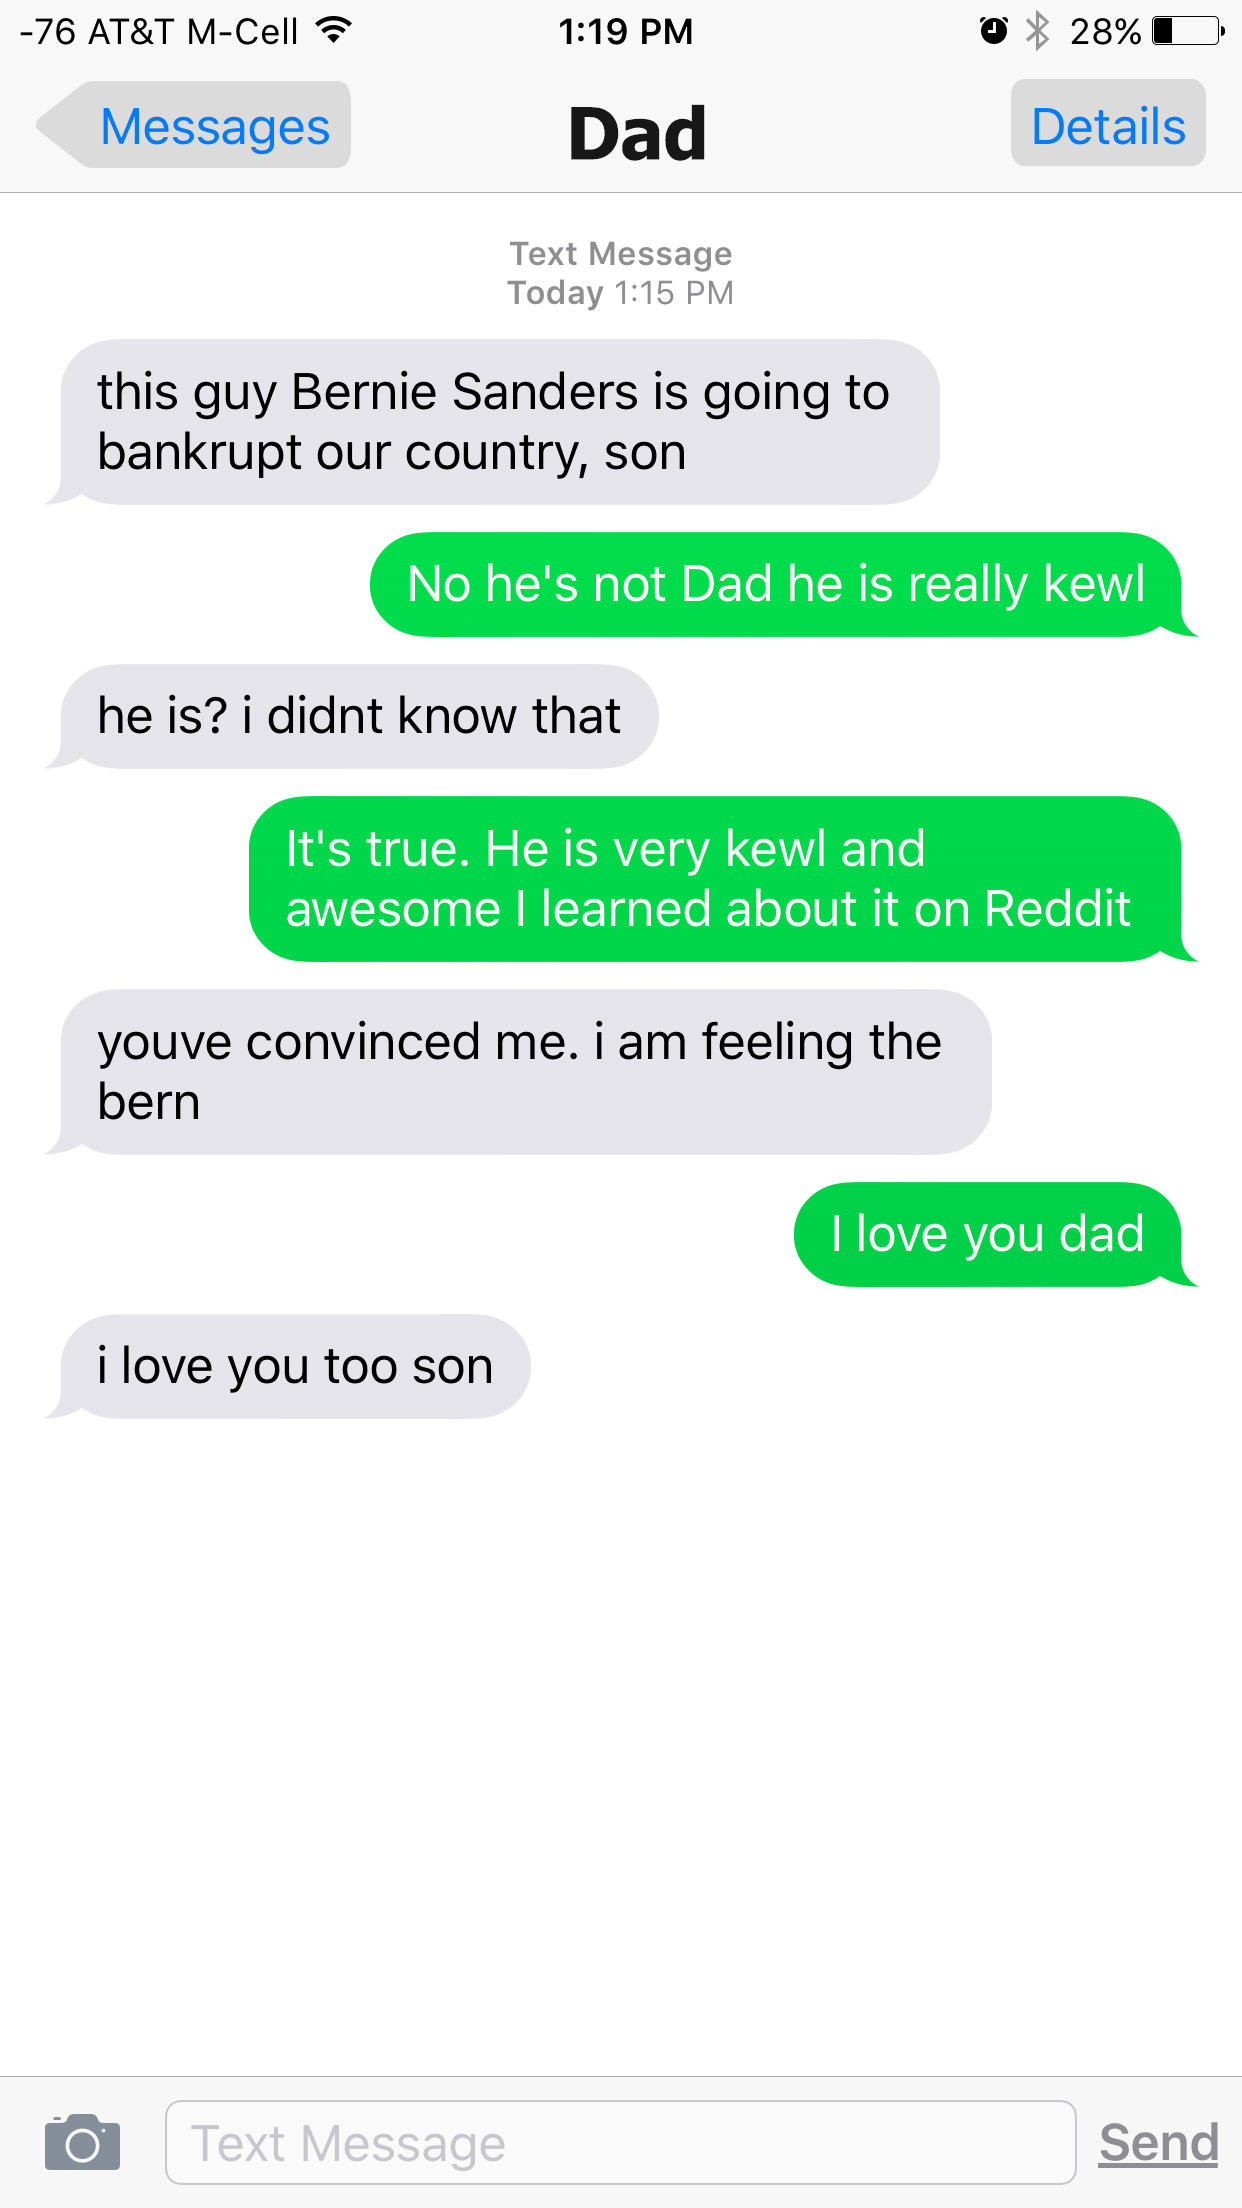 -76 AT&T M-Cell 1:19 PM 28%
Messages Dad Details
Text Message
Today 1:15 PM
this guy Bernie Sanders is going to
bankrupt our country, son
No he's not Dad he is really kewl
he is? i didnt know that
It's true. He is very kewl and
awesome I learned about it on Reddit
youve convinced me. i am feeling the
bern
I love you dad
i love you too son
Text Message Send